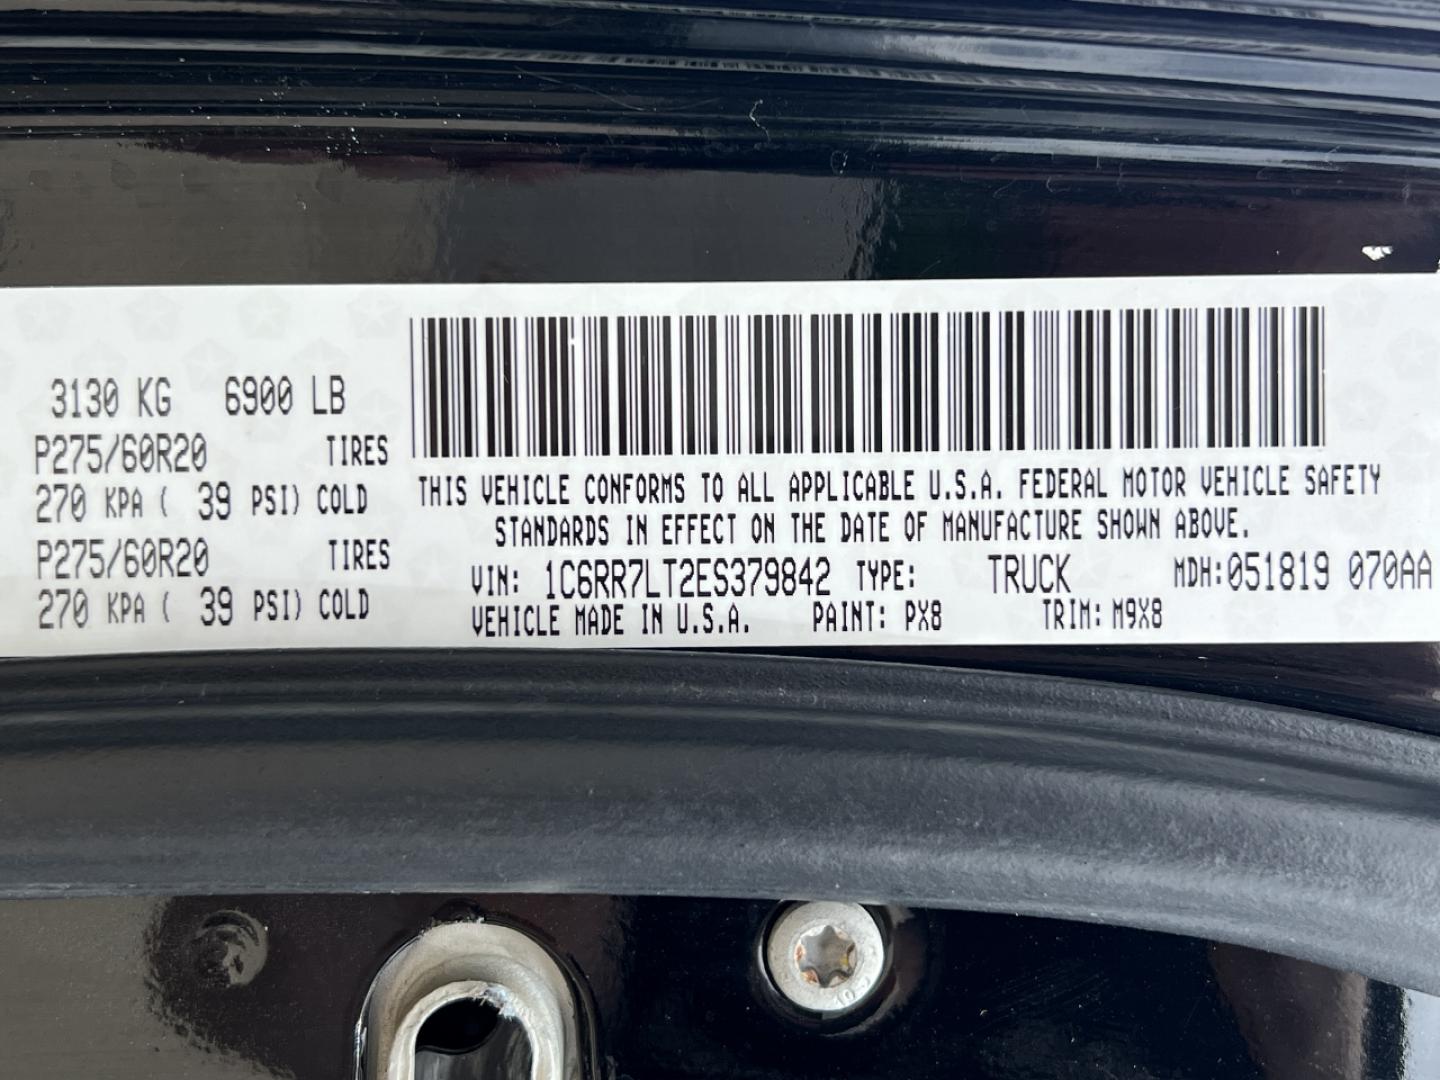 3130 KG 6900 LB
P275/60R20 TIRES
270 KPA ( 39 PSI) COLD
P275/60R20 TIRES
270 KPA ( 39 PSI) COLD
THIS VEHICLE CONFORMS TO ALL APPLICABLE U.S.A. FEDERAL MOTOR VEHICLE SAFETY
STANDARDS IN EFFECT ON THE DATE OF MANUFACTURE SHOWN ABOVE.
VIN: 1C6RR7LT2ES379842 TYPE: TRUCK MDH:051819 070AA
VEHICLE MADE IN U.S.A. PAINT: PX8 TRIM: M9X8